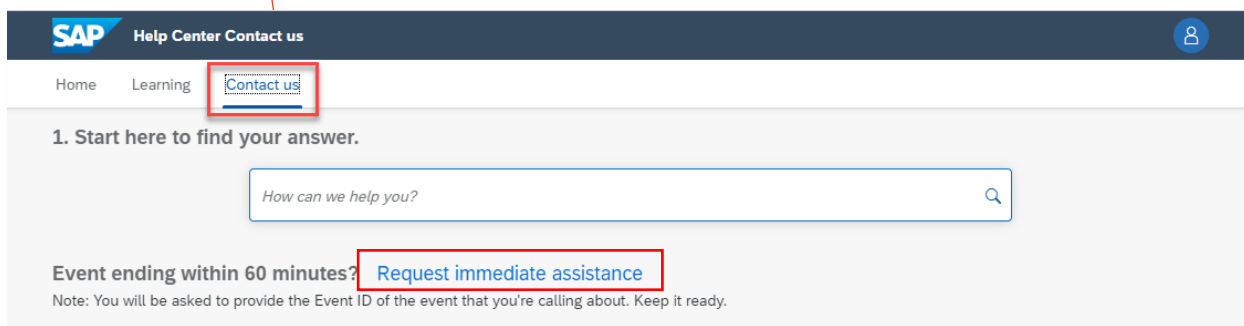 SAP Help Center Contact us
Home Learning Contact us
1. Start here to find your answer.
How can we help you?
Event ending within 60 minutes? Request immediate assistance
Note: You will be asked to provide the Event ID of the event that you're calling about. Keep it ready.